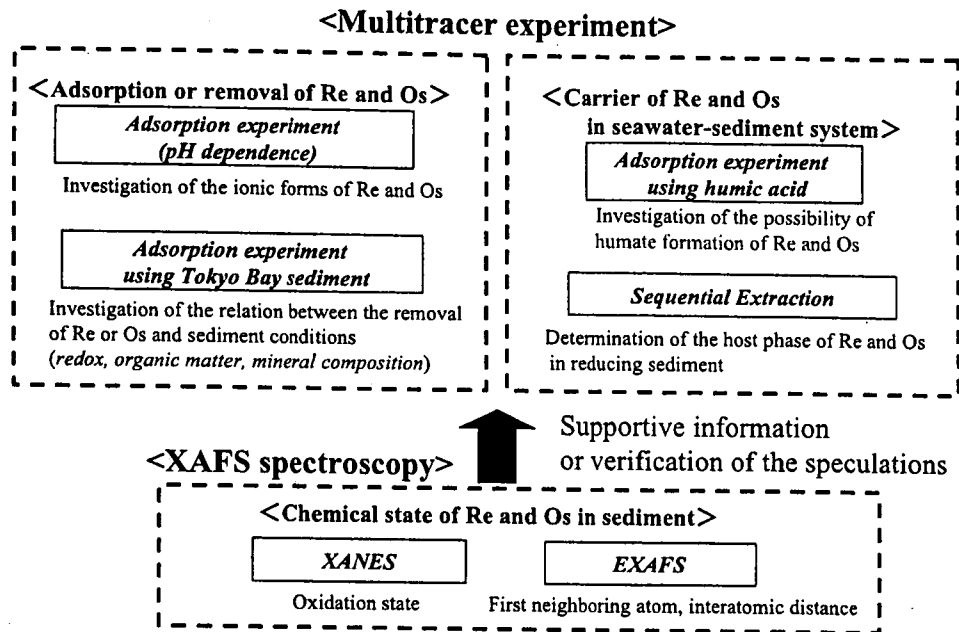 <Multitracer experiment>
<Adsorption or removal of Re and Os>
Adsorption experiment
(pH dependence)
Investigation of the ionic forms of Re and Os
Adsorption experiment
using Tokyo Bay sediment
Investigation of the relation between the removal
of Re or Os and sediment conditions
(redox, organic matter, mineral composition)
<Carrier of Re and Os
in seawater-sediment system>
Adsorption experiment
using humic acid
Investigation of the possibility of
humate formation of Re and Os
Sequential Extraction
Determination of the host phase of Re and Os
in reducing sediment
Supportive information
or verification of the speculations
<XAFS spectroscopy>
<Chemical state of Re and Os in sediment>
XANES
Oxidation state
EXAFS
First neighboring atom, interatomic distance